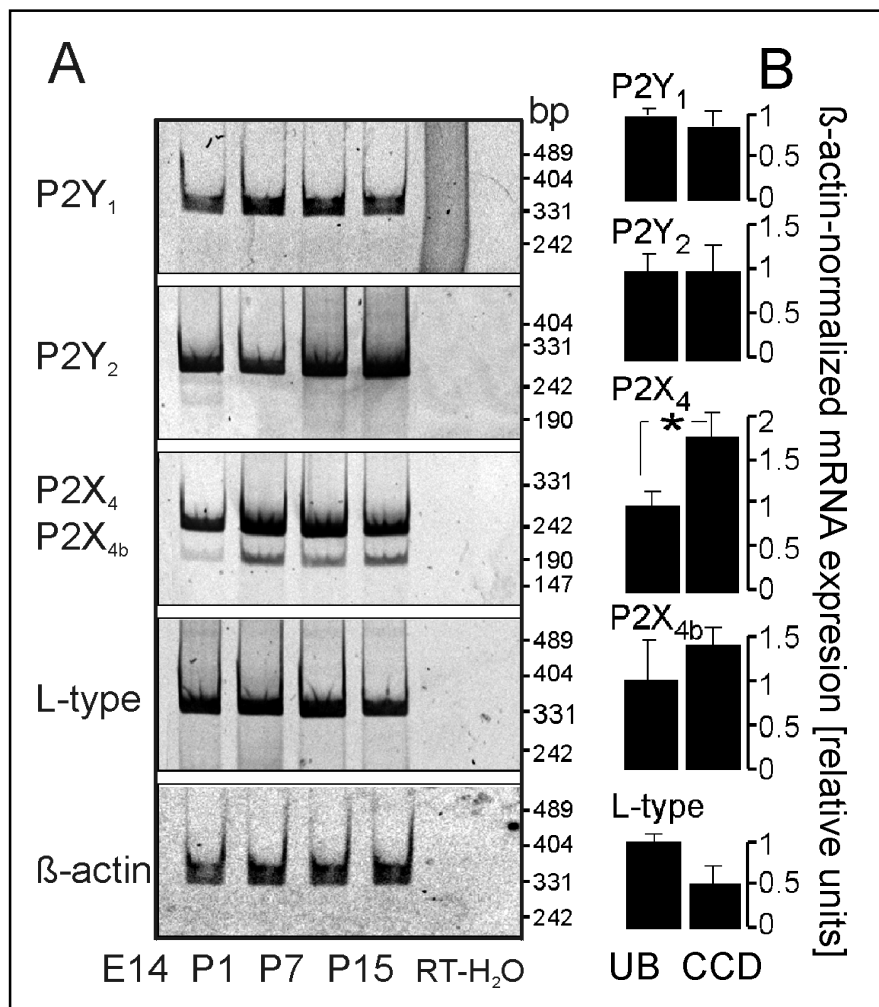 A
B
bp
P2Y₁
489
404
331
242
P2Y₂
404
331
242
190
P2X₄
P2X₄b
331
242
190
147
L-type
489
404
331
242
ß-actin
489
404
331
242
E14 P1 P7 P15 RT-H₂O
P2Y₁
1
0.5
0
P2Y₂
1.5
1
0.5
0
P2X₄
*
2
1.5
1
0.5
0
P2X₄b
1.5
1
0.5
0
L-type
1
0.5
0
UB CCD
ß-actin-normalized mRNA expresion [relative units]